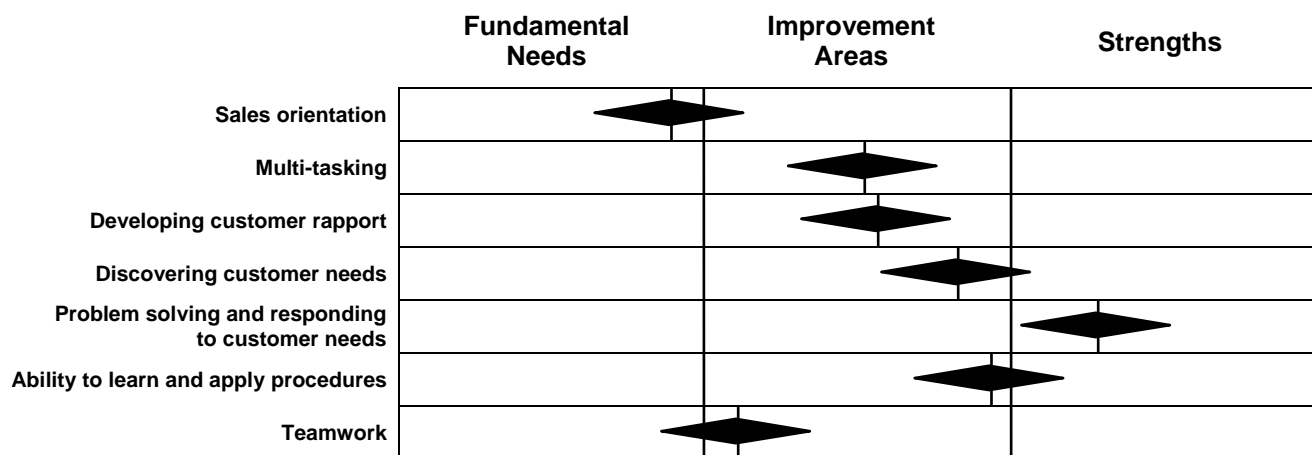 Fundamental
Needs
Improvement
Areas
Strengths
Sales orientation
Multi-tasking
Developing customer rapport
Discovering customer needs
Problem solving and responding
to customer needs
Ability to learn and apply procedures
Teamwork